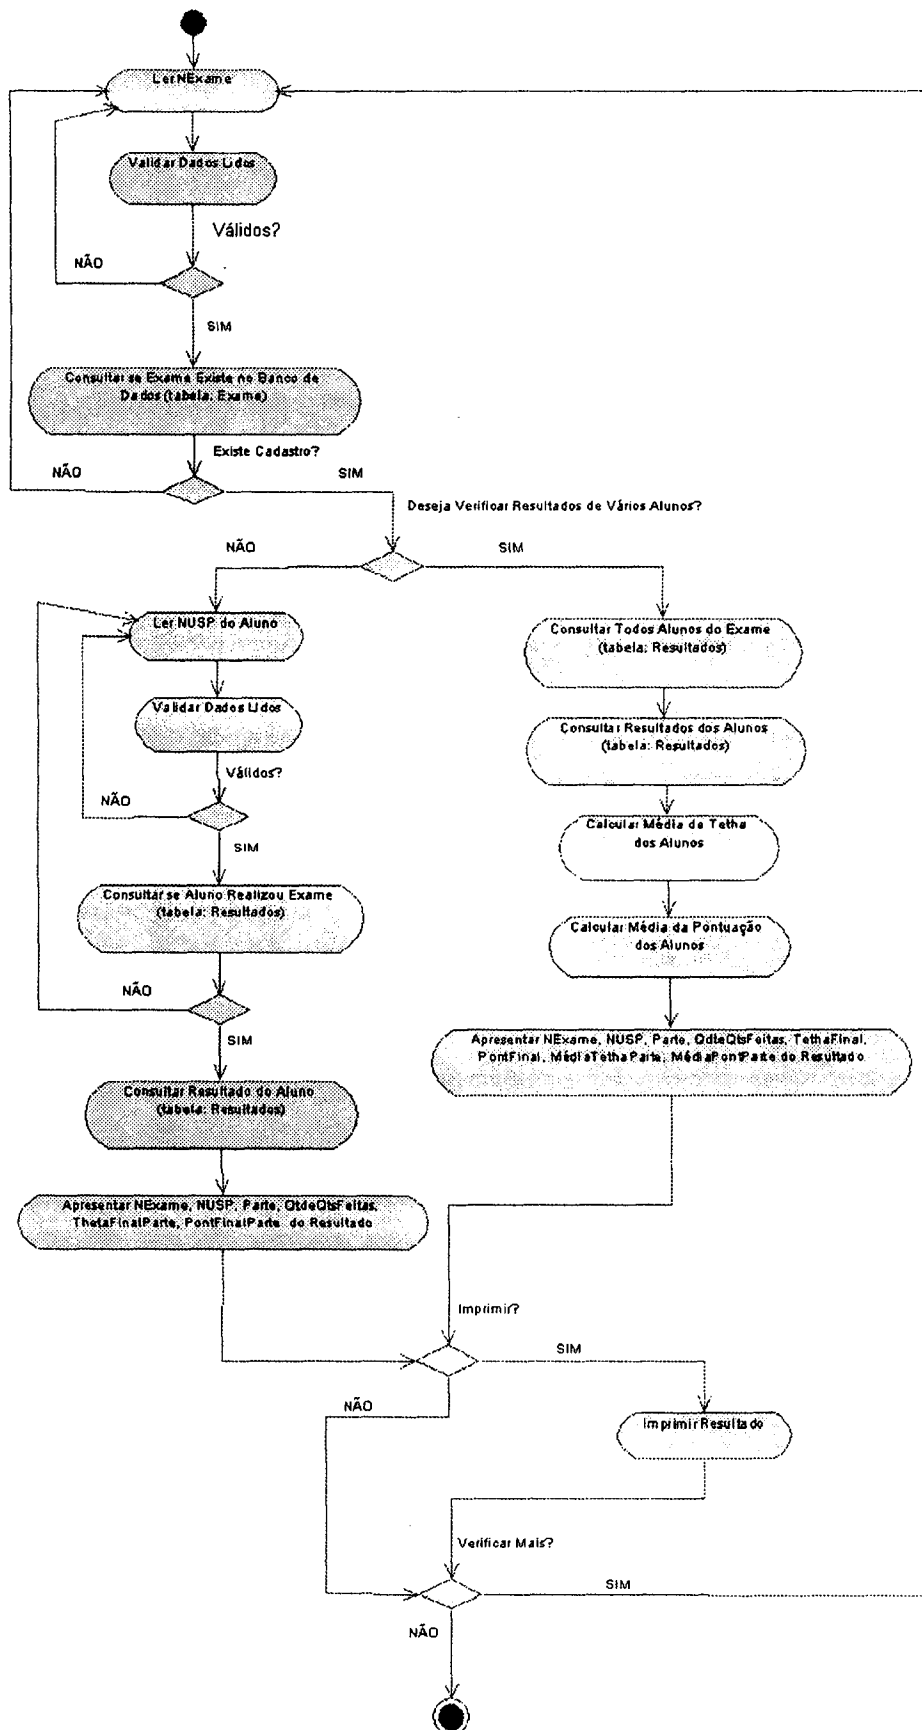 Ler NExame
Validar Dados Lidos
Válidos?
NÃO
SIM
Consultar se Exame Existe no Banco de
Dados (tabela: Exame)
Existe Cadastro?
NÃO
SIM
Deseja Verificar Resultados de Vários Alunos?
NÃO
SIM
Ler NUSP do Aluno
Validar Dados Lidos
Válidos?
NÃO
SIM
Consultar se Aluno Realizou Exame
(tabela: Resultados)
NÃO
SIM
Consultar Resultado do Aluno
(tabela: Resultados)
Apresentar NExame, NUSP, Parte, QtdeQtsFeitas,
ThetaFinalParte, PontFinalParte do Resultado
Consultar Todos Alunos do Exame
(tabela: Resultados)
Consultar Resultados dos Alunos
(tabela: Resultados)
Calcular Média de Tetha
dos Alunos
Calcular Média da Pontuação
dos Alunos
Apresentar NExame, NUSP, Parte, QdteQtsFeitas, TethaFinal,
PontFinal, MédiaTethaParte, MédiaPontParte do Resultado
Imprimir?
SIM
NÃO
Imprimir Resultado
Verificar Mais?
SIM
NÃO